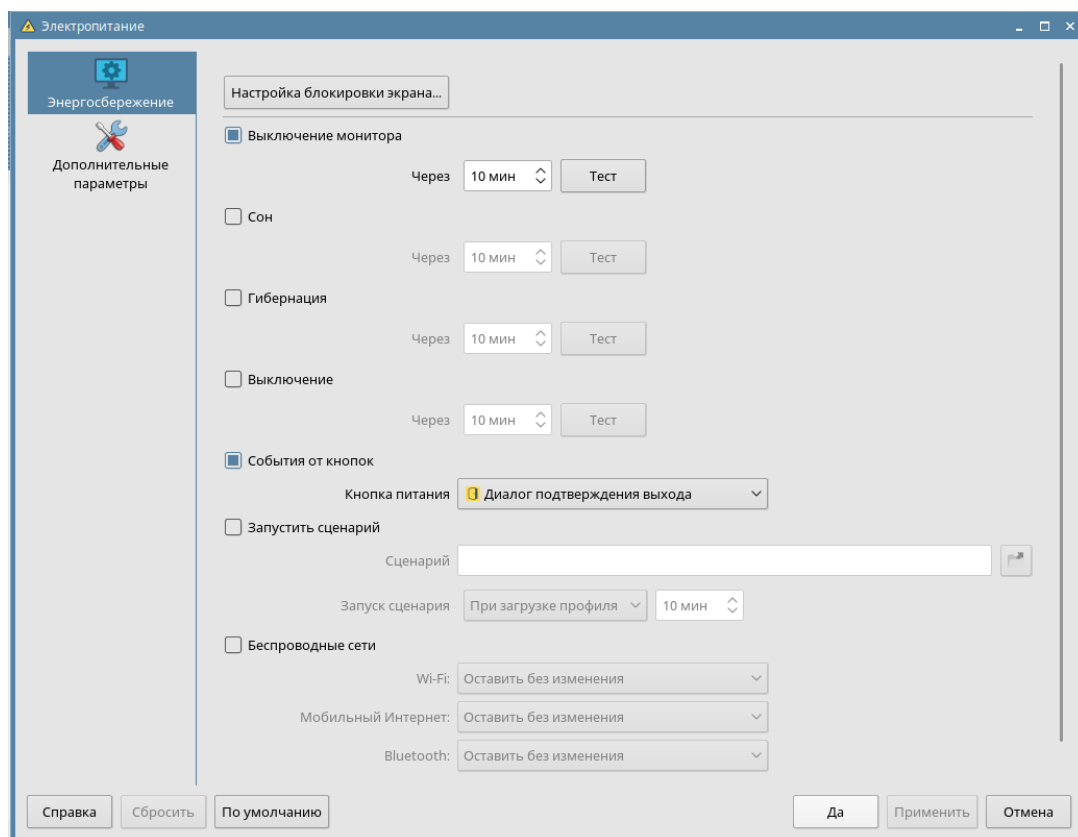 Электропитание
Энергосбережение
Дополнительные
параметры
Настройка блокировки экрана...
Выключение монитора
Через 10 мин Тест
Сон
Через 10 мин Тест
Гибернация
Через 10 мин Тест
Выключение
Через 10 мин Тест
События от кнопок
Кнопка питания Диалог подтверждения выхода
Запустить сценарий
Сценарий
Запуск сценария При загрузке профиля 10 мин
Беспроводные сети
Wi-Fi: Оставить без изменения
Мобильный Интернет: Оставить без изменения
Bluetooth: Оставить без изменения
Справка Сбросить По умолчанию Да Применить Отмена